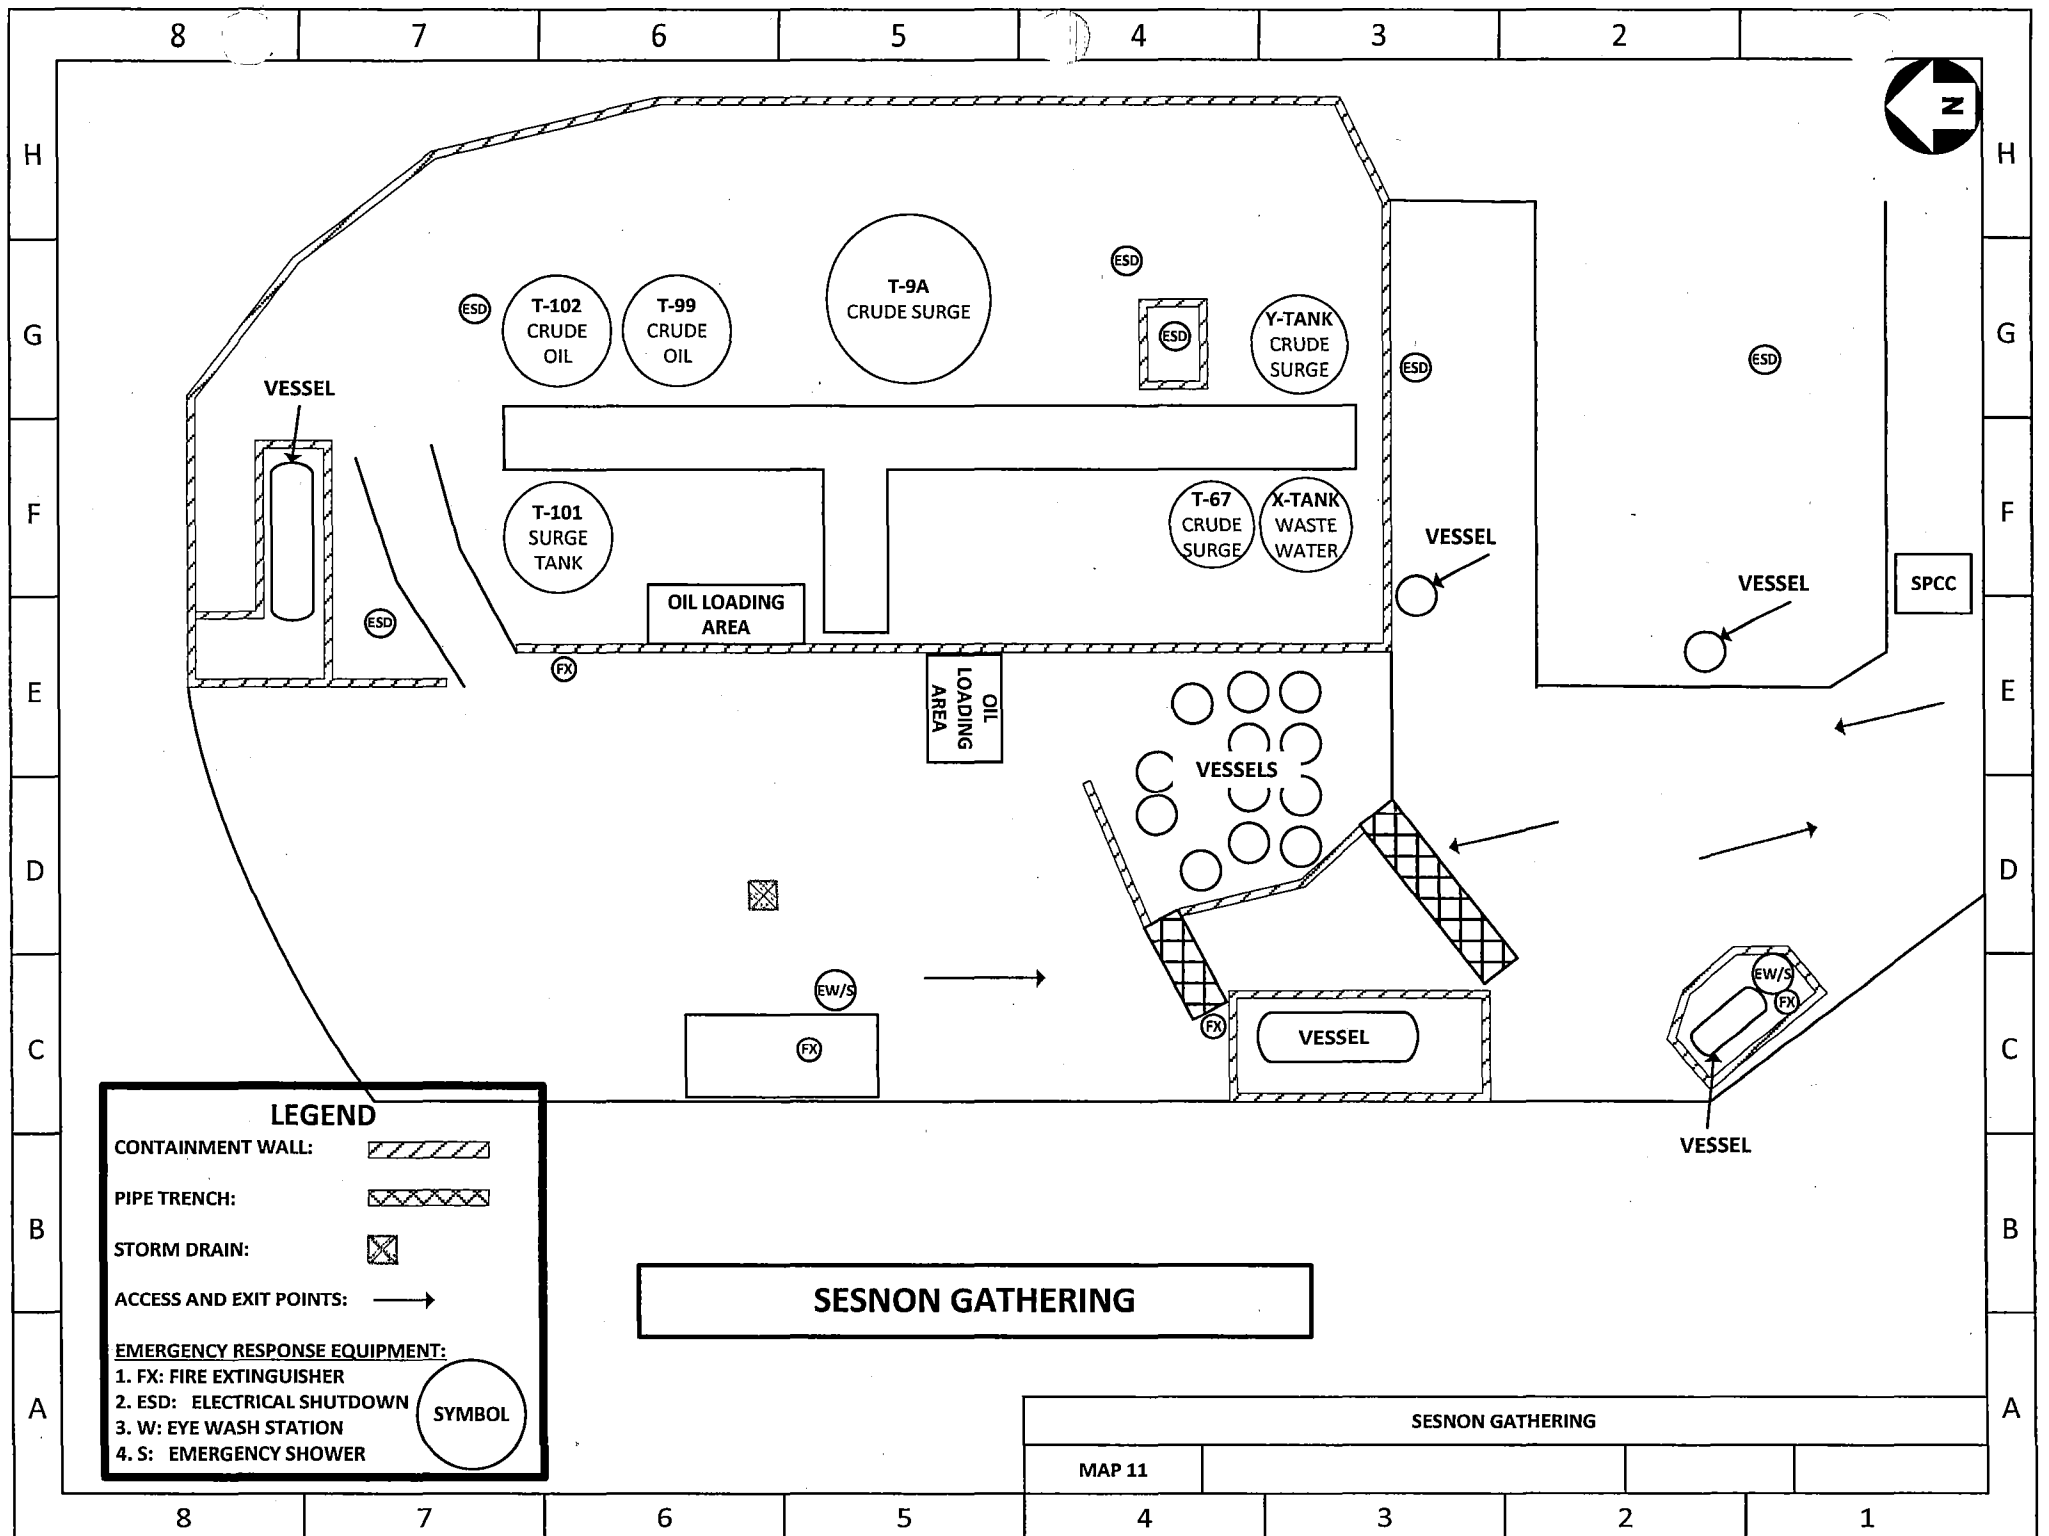 8 7 6 5 4 3 2
N
H H
G G
F F
E E
D D
C C
B B
A A
ESD
ESD
T-102
CRUDE
OIL
T-99
CRUDE
OIL
T-9A
CRUDE SURGE
ESD
Y-TANK
CRUDE
SURGE
ESD
ESD
VESSEL
T-101
SURGE
TANK
T-67
CRUDE
SURGE
X-TANK
WASTE
WATER
VESSEL
VESSEL
SPCC
OIL LOADING
AREA
ESD
FX
OIL
LOADING
AREA
VESSELS
EW/S
FX
FX
VESSEL
EW/S
FX
VESSEL
LEGEND
CONTAINMENT WALL:
PIPE TRENCH:
STORM DRAIN:
ACCESS AND EXIT POINTS:
EMERGENCY RESPONSE EQUIPMENT:
1. FX: FIRE EXTINGUISHER
2. ESD: ELECTRICAL SHUTDOWN
3. W: EYE WASH STATION
4. S: EMERGENCY SHOWER
SYMBOL
SESNON GATHERING
SESNON GATHERING
MAP 11
8 7 6 5 4 3 2 1